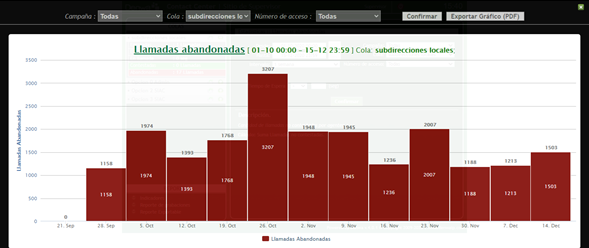 Campaña : Todas Cola : subdirecciones lo Número de acceso : Todas Confirmar Exportar Gráfico (PDF)
Llamadas abandonadas [ 01-10 00:00 - 15-12 23:59 ] Cola: subdirecciones locales;
Llamadas Abandonadas
3500
3000
2500
2000
1500
1000
500
0
0 1158 1974 1393 1768 3207 1948 1945 1236 2007 1188 1213 1503
1158 1974 1393 1768 3207 1948 1945 1236 2007 1188 1213 1503
21. Sep 28. Sep 5. Oct 12. Oct 19. Oct 26. Oct 2. Nov 9. Nov 16. Nov 23. Nov 30. Nov 7. Dec 14. Dec
Llamadas Abandonadas